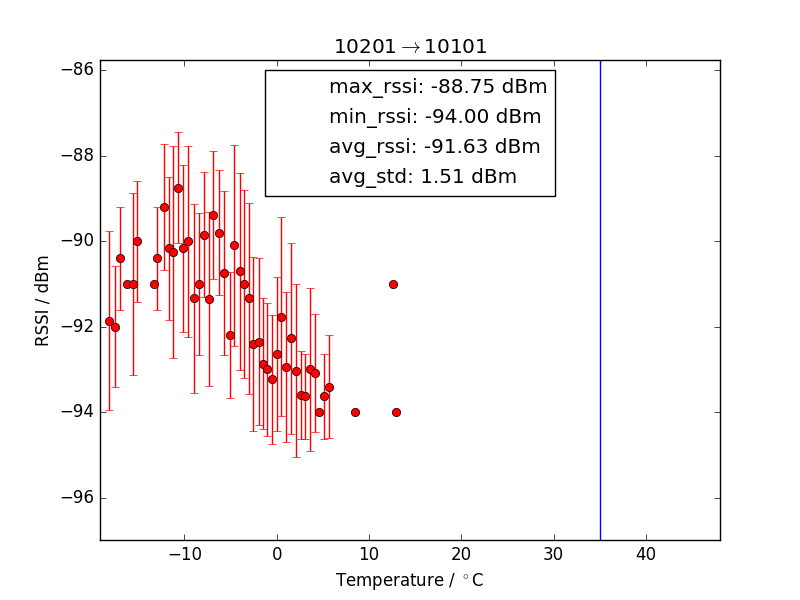 10201→10101
max_rssi: -88.75 dBm
min_rssi: -94.00 dBm
avg_rssi: -91.63 dBm
avg_std: 1.51 dBm
RSSI / dBm
−86
−88
−90
−92
−94
−96
−10 0 10 20 30 40
Temperature / °C